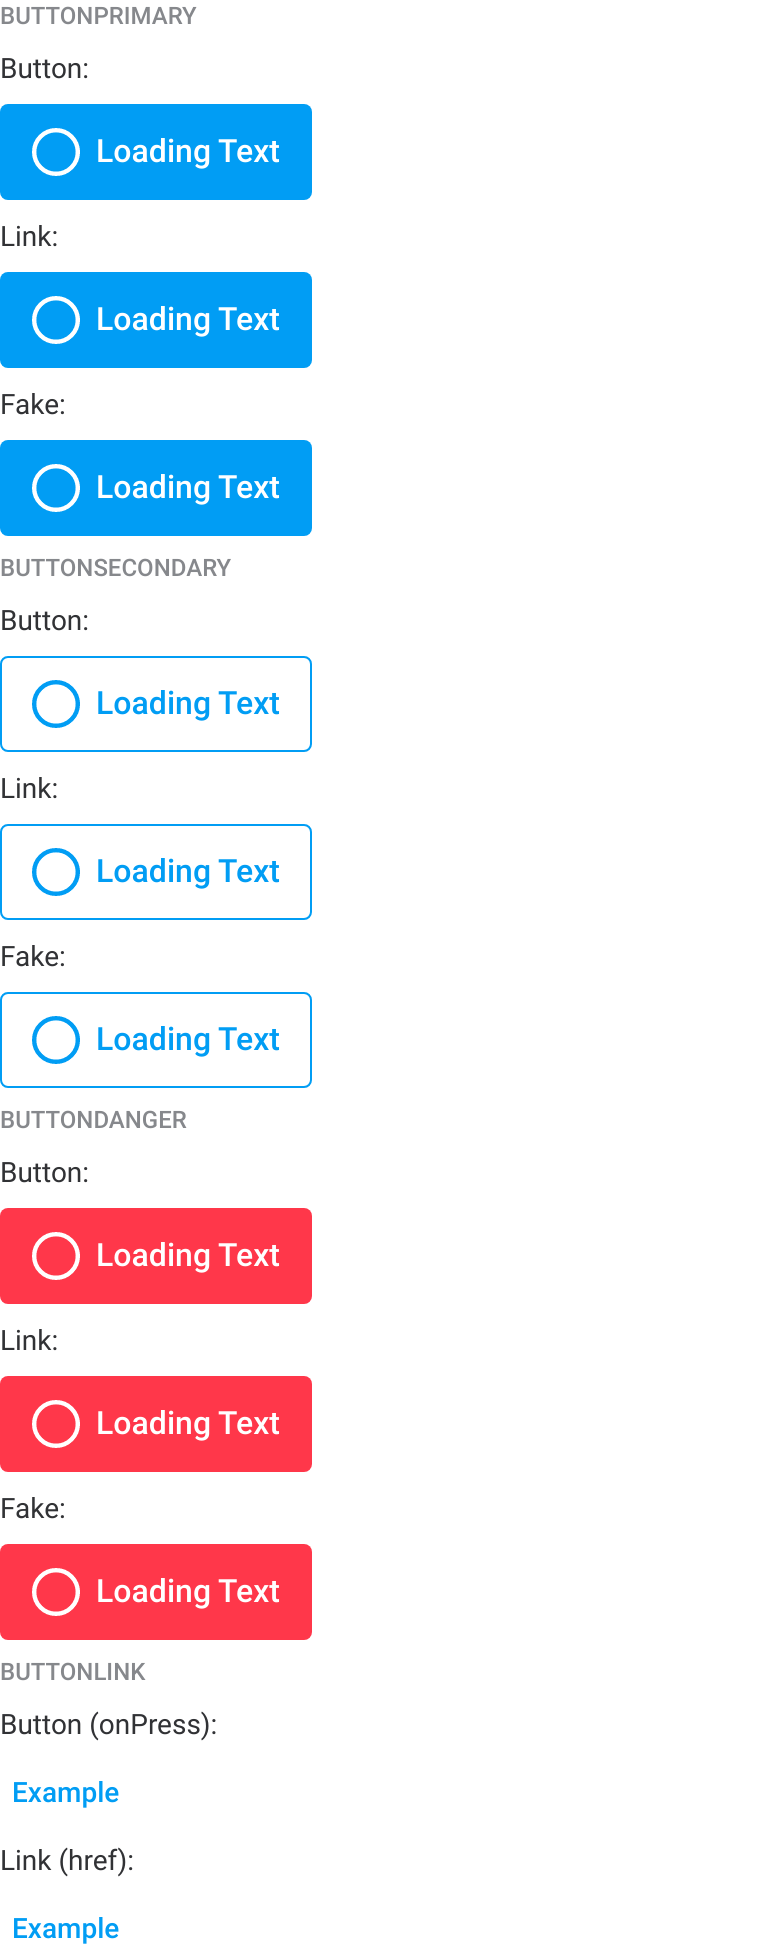 BUTTONPRIMARY
Button:
Loading Text
Link:
Loading Text
Fake:
Loading Text
BUTTONSECONDARY
Button:
Loading Text
Link:
Loading Text
Fake:
Loading Text
BUTTONDANGER
Button:
Loading Text
Link:
Loading Text
Fake:
Loading Text
BUTTONLINK
Button (onPress):
Example
Link (href):
Example